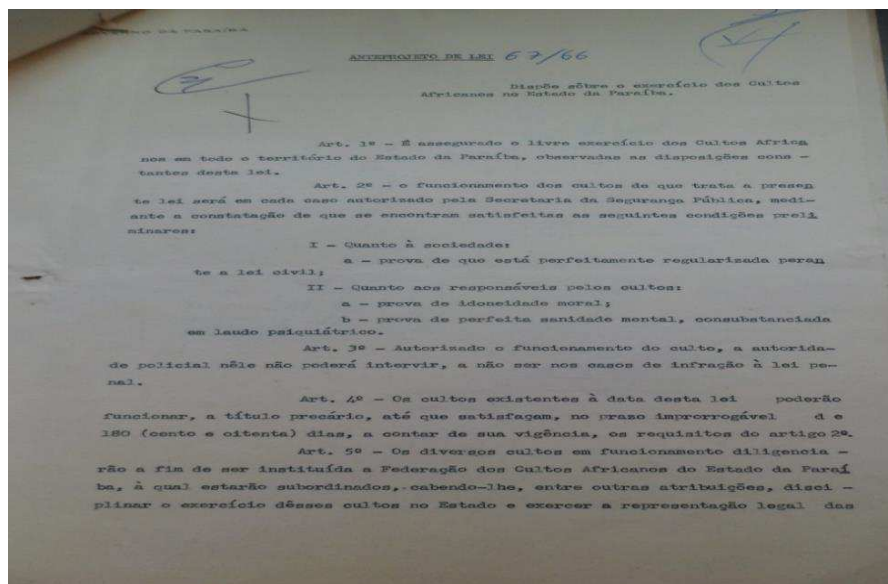 GOVERNO DA PARAÍBA
ANTEPROJETO DE LEI 67/66
Dispõe sôbre o exercício dos Cultos
Africanos no Estado da Paraíba.
Art. 1º - É assegurado o livre exercício dos Cultos Africa
nos em todo o território do Estado da Paraíba, observadas as disposições cons -
tantes desta lei.
Art. 2º - o funcionamento dos cultos de que trata a presen
te lei será em cada caso autorizado pela Secretaria da Segurança Pública, medi-
ante a constatação de que se encontram satisfeitas as seguintes condições preli
minares:
I - Quanto à sociedade:
a - prova de que está perfeitamente regularizada peran
te a lei civil;
II - Quanto aos responsáveis pelos cultos:
a - prova de idoneidade moral;
b - prova de perfeita sanidade mental, consubstanciada
em laudo psiquiátrico.
Art. 3º - Autorizado o funcionamento do culto, a autorida-
de policial nêle não poderá intervir, a não ser nos casos de infração à lei pe-
nal.
Art. 4º - Os cultos existentes à data desta lei poderão
funcionar, a título precário, até que satisfaçam, no prazo improrrogável d e
180 (cento e oitenta) dias, a contar de sua vigência, os requisitos do artigo 2º.
Art. 5º - Os diversos cultos em funcionamento diligencia -
rão a fim de ser instituída a Federação dos Cultos Africanos do Estado da Paraí
ba, à qual estarão subordinados, cabendo-lhe, entre outras atribuições, disci -
plinar o exercício dêsses cultos no Estado e exercer a representação legal das